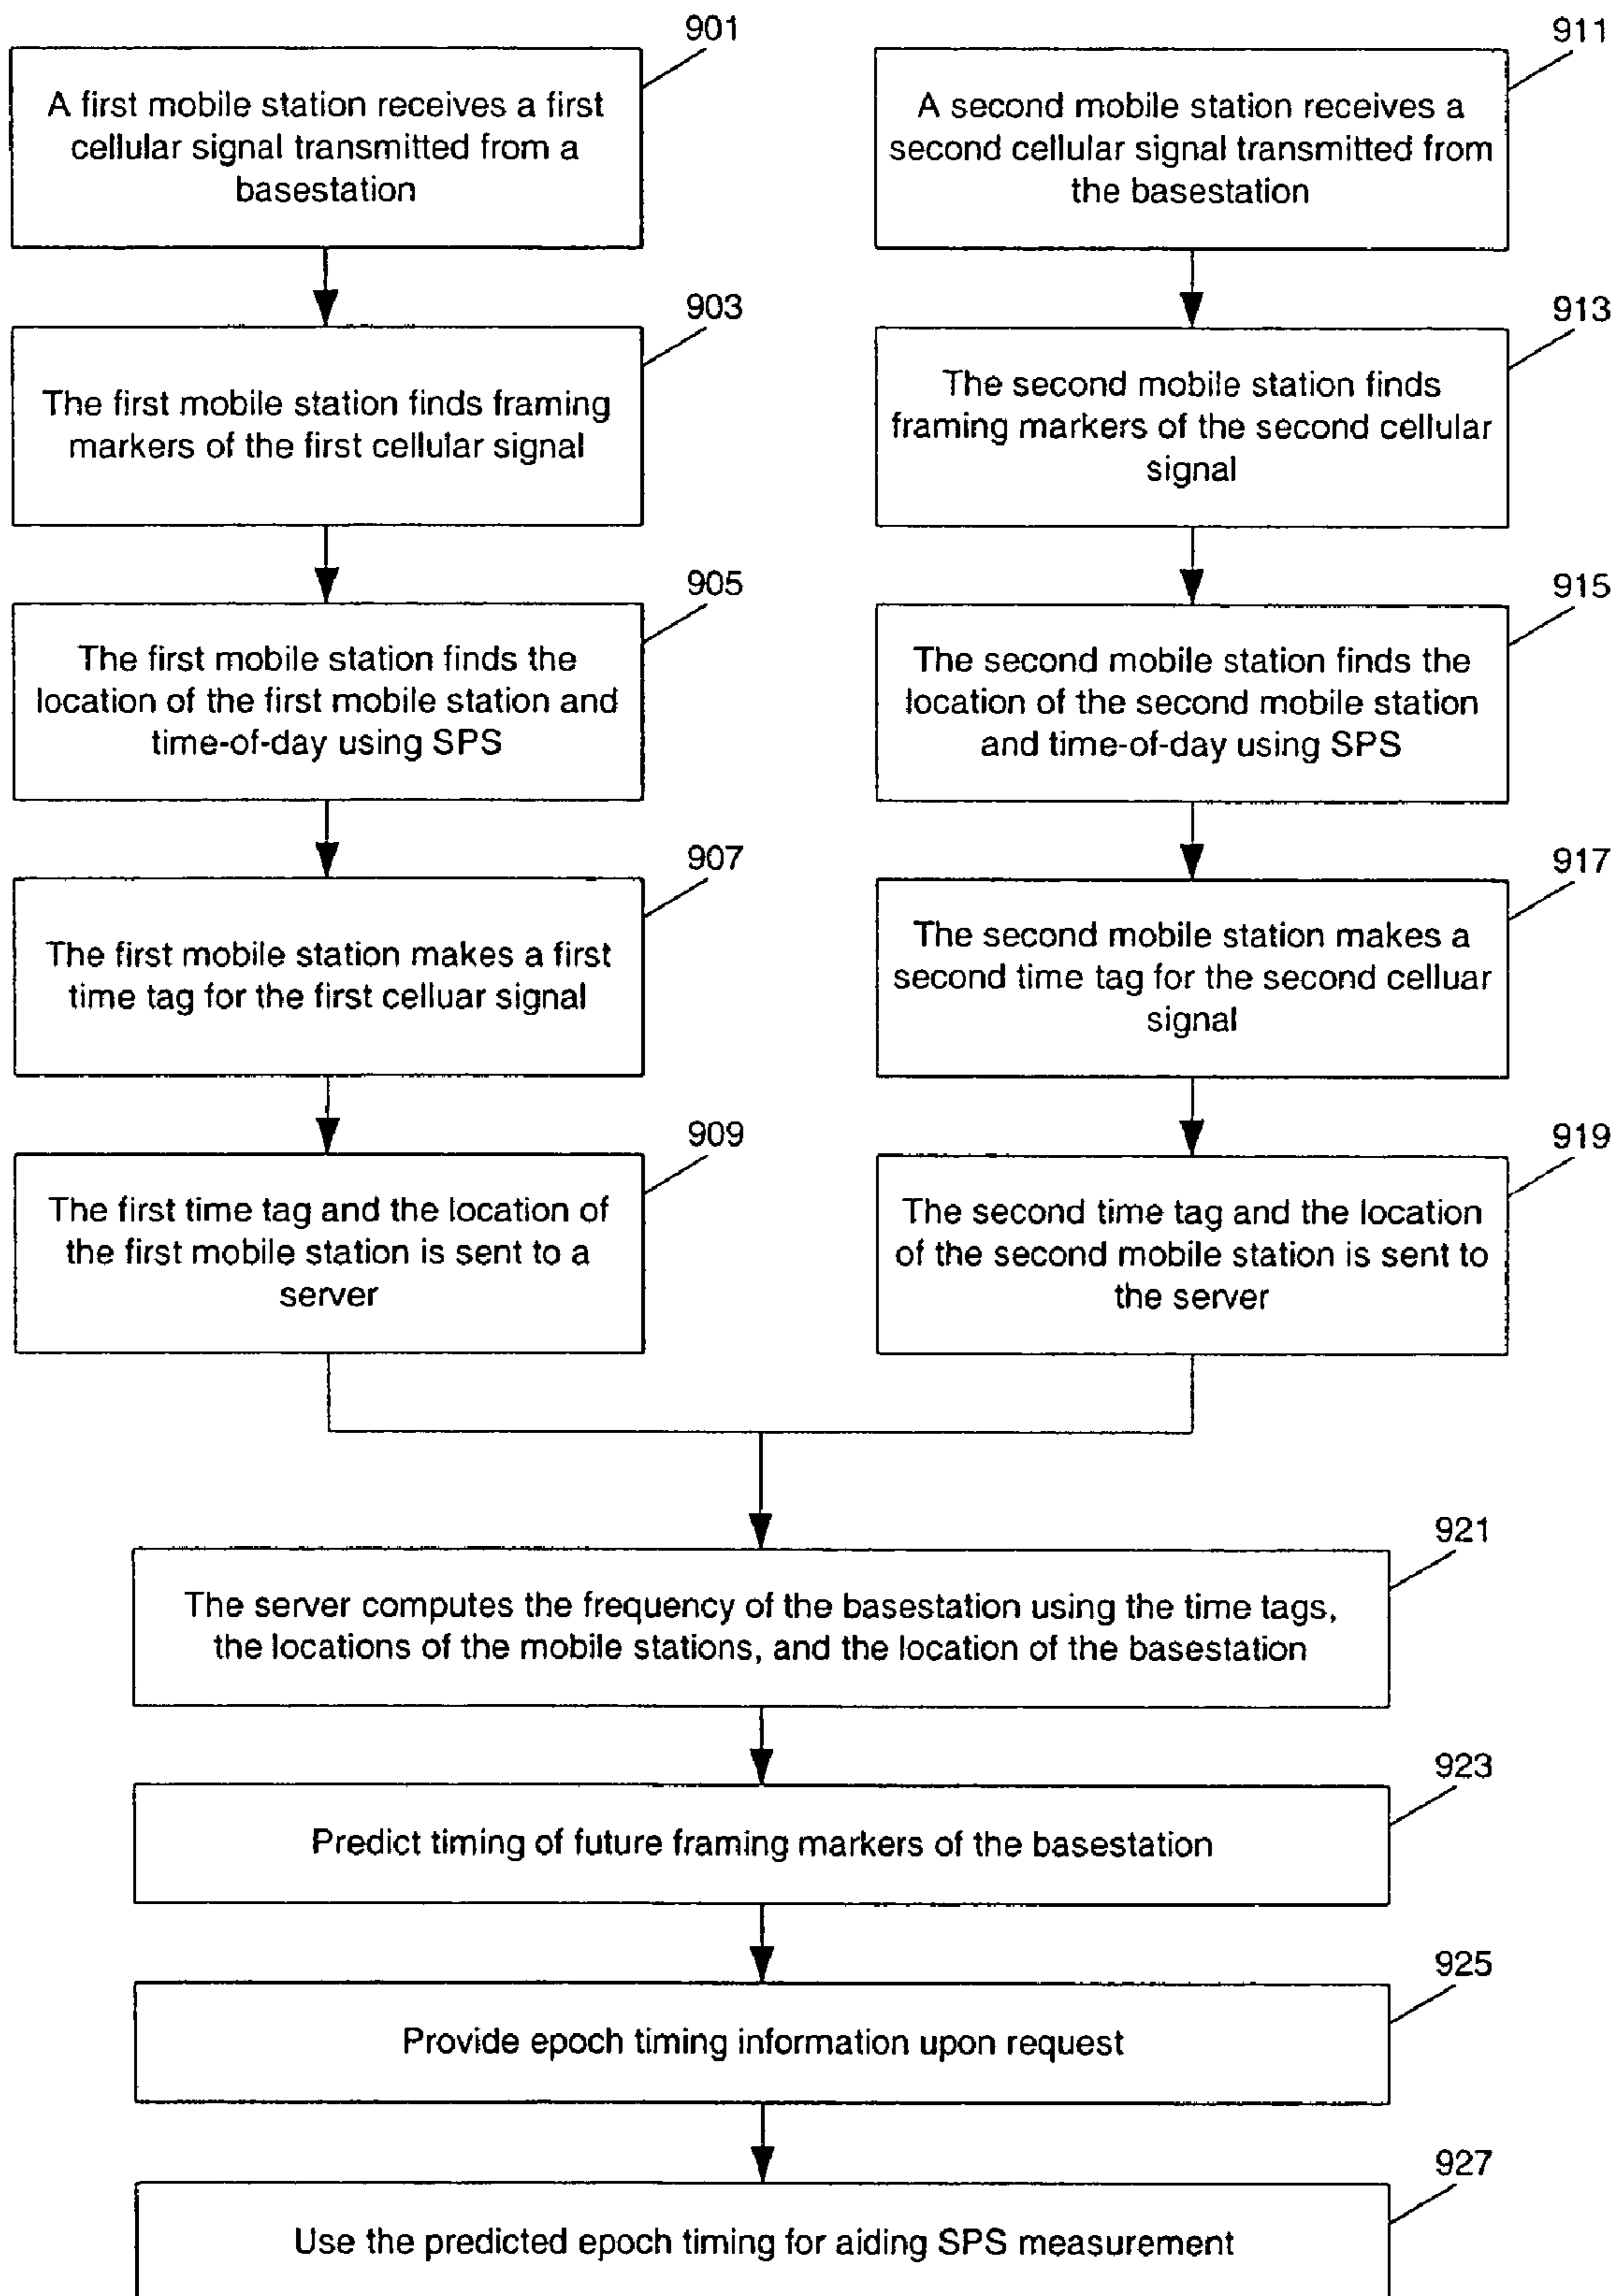 901
A first mobile station receives a first
cellular signal transmitted from a
basestation
903
The first mobile station finds framing
markers of the first cellular signal
905
The first mobile station finds the
location of the first mobile station and
time-of-day using SPS
907
The first mobile station makes a first
time tag for the first celluar signal
909
The first time tag and the location of
the first mobile station is sent to a
server
911
A second mobile station receives a
second cellular signal transmitted from
the basestation
913
The second mobile station finds
framing markers of the second cellular
signal
915
The second mobile station finds the
location of the second mobile station
and time-of-day using SPS
917
The second mobile station makes a
second time tag for the second celluar
signal
919
The second time tag and the location
of the second mobile station is sent to
the server
921
The server computes the frequency of the basestation using the time tags,
the locations of the mobile stations, and the location of the basestation
923
Predict timing of future framing markers of the basestation
925
Provide epoch timing information upon request
927
Use the predicted epoch timing for aiding SPS measurement